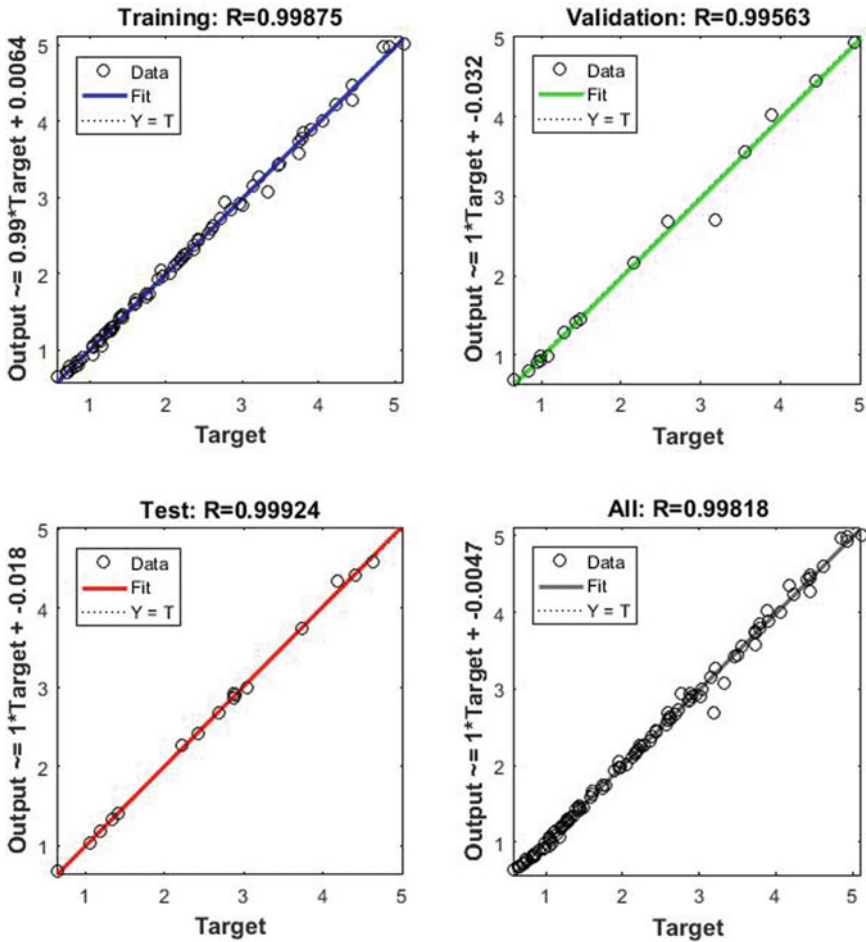 Training: R=0.99875
Output ~= 0.99*Target + 0.0064
5
4
3
2
1
Data
Fit
Y = T
1 2 3 4 5
Target
Validation: R=0.99563
Output ~= 1*Target + -0.032
5
4
3
2
1
Data
Fit
Y = T
1 2 3 4 5
Target
Test: R=0.99924
Output ~= 1*Target + -0.018
5
4
3
2
1
Data
Fit
Y = T
1 2 3 4 5
Target
All: R=0.99818
Output ~= 1*Target + -0.0047
5
4
3
2
1
Data
Fit
Y = T
1 2 3 4 5
Target